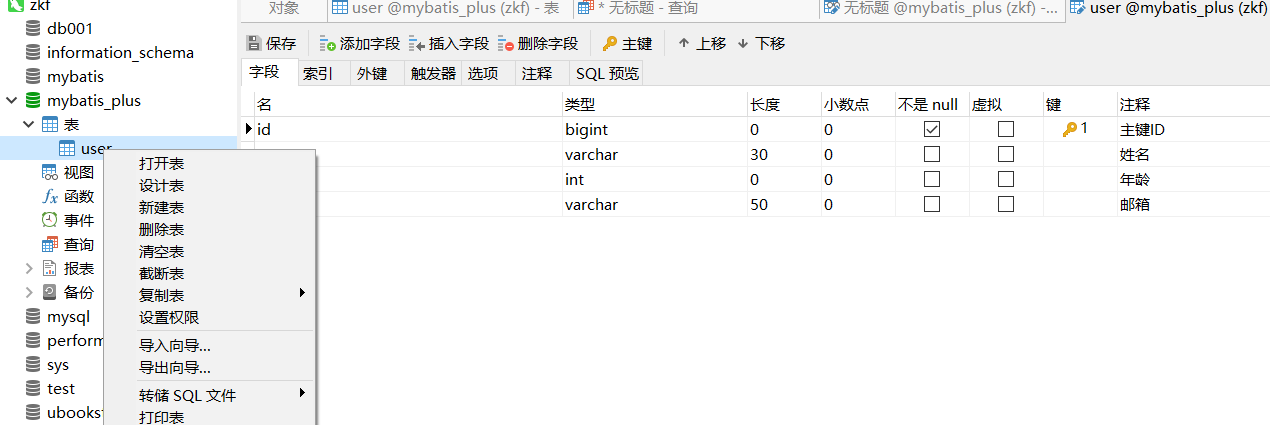 zkf
db001
information_schema
mybatis
mybatis_plus
表
user
视图
函数
事件
查询
报表
备份
mysql
perform
sys
test
ubookst
打开表
设计表
新建表
删除表
清空表
截断表
复制表
设置权限
导入向导...
导出向导...
转储 SQL 文件
打印表
对象 user @mybatis_plus (zkf) - 表 * 无标题 - 查询 无标题 @mybatis_plus (zkf) -... user @mybatis_plus (zkf)
保存 添加字段 插入字段 删除字段 主键 上移 下移
字段 索引 外键 触发器 选项 注释 SQL 预览
名 类型 长度 小数点 不是 null 虚拟 键 注释
id bigint 0 0 1 主键ID
varchar 30 0 姓名
int 0 0 年龄
varchar 50 0 邮箱